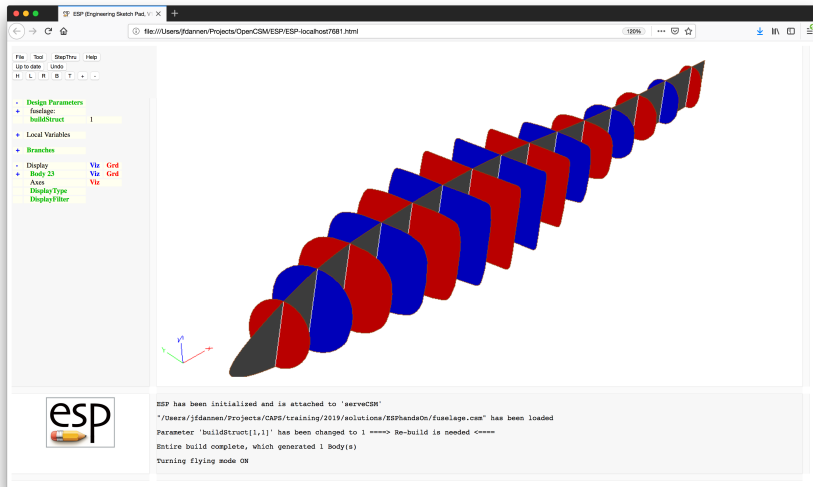 ESP (Engineering Sketch Pad, V
file:///Users/jfdannen/Projects/OpenCSM/ESP/ESP-localhost7681.html
120%
File Tool StepThru Help
Up to date Undo
H L R B T + -
- Design Parameters
+ fuselage:
buildStruct 1
+ Local Variables
+ Branches
- Display Viz Grd
+ Body 23 Viz Grd
Axes Viz
DisplayType
DisplayFilter
esp
ESP has been initialized and is attached to 'serveCSM'
"/Users/jfdannen/Projects/CAPS/training/2019/solutions/ESPhandsOn/fuselage.csm" has been loaded
Parameter 'buildStruct[1,1]' has been changed to 1 ====> Re-build is needed <====
Entire build complete, which generated 1 Body(s)
Turning flying mode ON